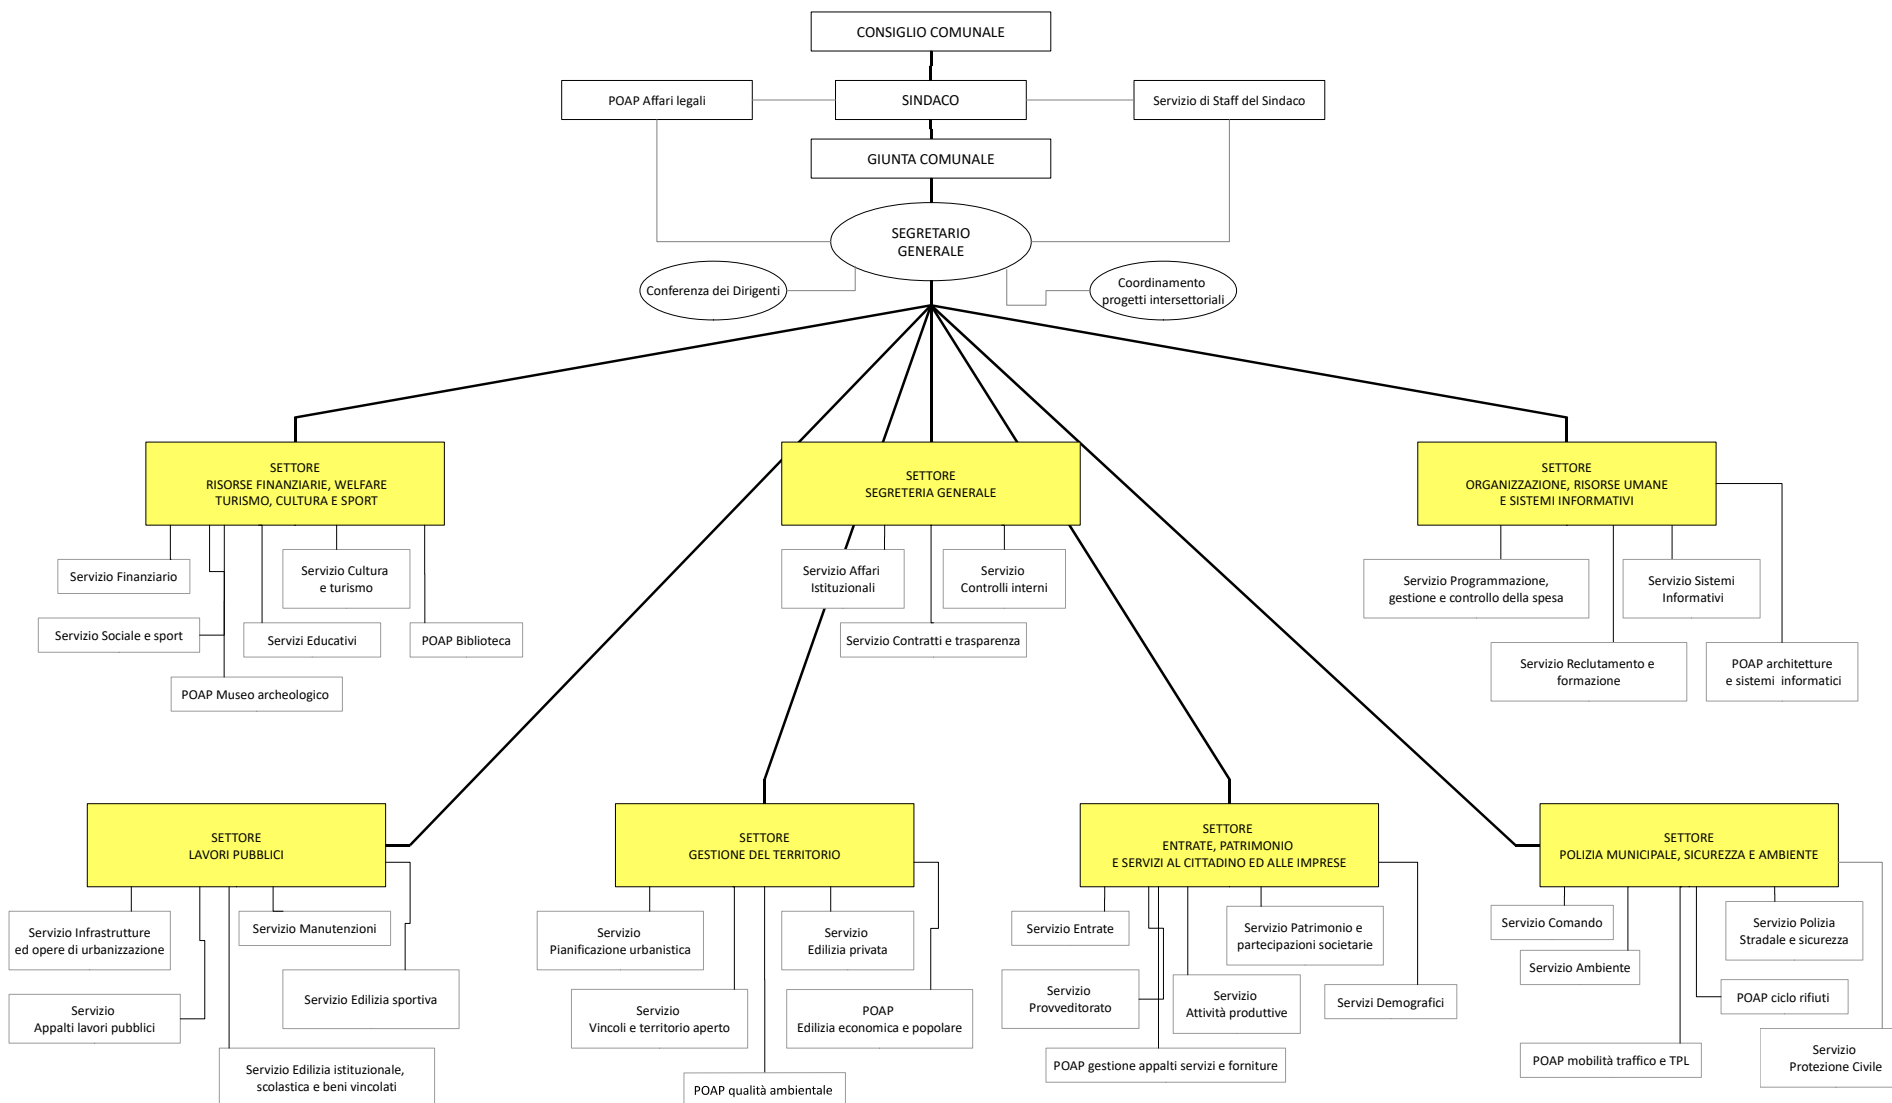 CONSIGLIO COMUNALE
POAP Affari legali
SINDACO
Servizio di Staff del Sindaco
GIUNTA COMUNALE
SEGRETARIO
GENERALE
Conferenza dei Dirigenti
Coordinamento
progetti intersettoriali
SETTORE
RISORSE FINANZIARIE, WELFARE
TURISMO, CULTURA E SPORT
SETTORE
SEGRETERIA GENERALE
SETTORE
ORGANIZZAZIONE, RISORSE UMANE
E SISTEMI INFORMATIVI
Servizio Finanziario
Servizio Cultura
e turismo
Servizio Sociale e sport
Servizi Educativi
POAP Biblioteca
POAP Museo archeologico
Servizio Affari
Istituzionali
Servizio
Controlli interni
Servizio Contratti e trasparenza
Servizio Programmazione,
gestione e controllo della spesa
Servizio Sistemi
Informativi
Servizio Reclutamento e
formazione
POAP architetture
e sistemi  informatici
SETTORE
LAVORI PUBBLICI
SETTORE
GESTIONE DEL TERRITORIO
SETTORE
ENTRATE, PATRIMONIO
E SERVIZI AL CITTADINO ED ALLE IMPRESE
SETTORE
POLIZIA MUNICIPALE, SICUREZZA E AMBIENTE
Servizio Infrastrutture
ed opere di urbanizzazione
Servizio Manutenzioni
Servizio Edilizia sportiva
Servizio
Appalti lavori pubblici
Servizio Edilizia istituzionale,
scolastica e beni vincolati
Servizio
Pianificazione urbanistica
Servizio
Edilizia privata
Servizio
Vincoli e territorio aperto
POAP
Edilizia economica e popolare
POAP qualità ambientale
Servizio Entrate
Servizio Patrimonio e
partecipazioni societarie
Servizio
Provveditorato
Servizio
Attività produttive
Servizi Demografici
POAP gestione appalti servizi e forniture
Servizio Comando
Servizio Polizia
Stradale e sicurezza
Servizio Ambiente
POAP ciclo rifiuti
POAP mobilità traffico e TPL
Servizio
Protezione Civile